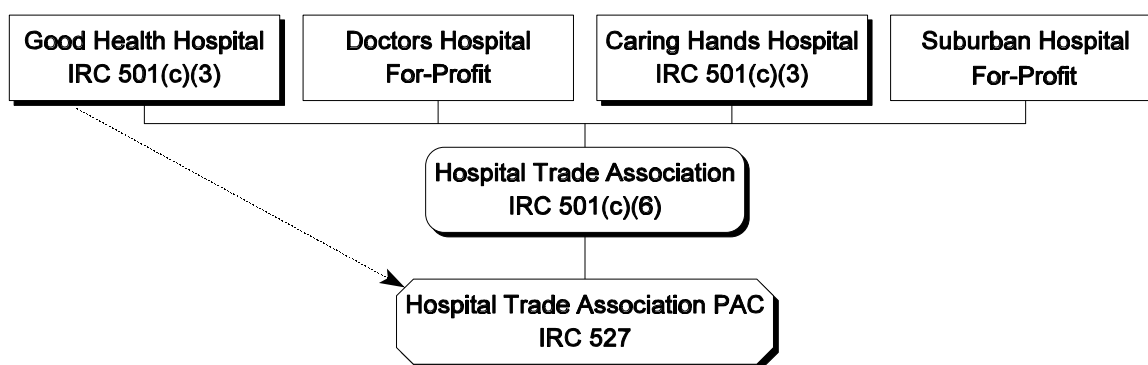 Good Health Hospital
IRC 501(c)(3)
Doctors Hospital
For-Profit
Caring Hands Hospital
IRC 501(c)(3)
Suburban Hospital
For-Profit
Hospital Trade Association
IRC 501(c)(6)
Hospital Trade Association PAC
IRC 527